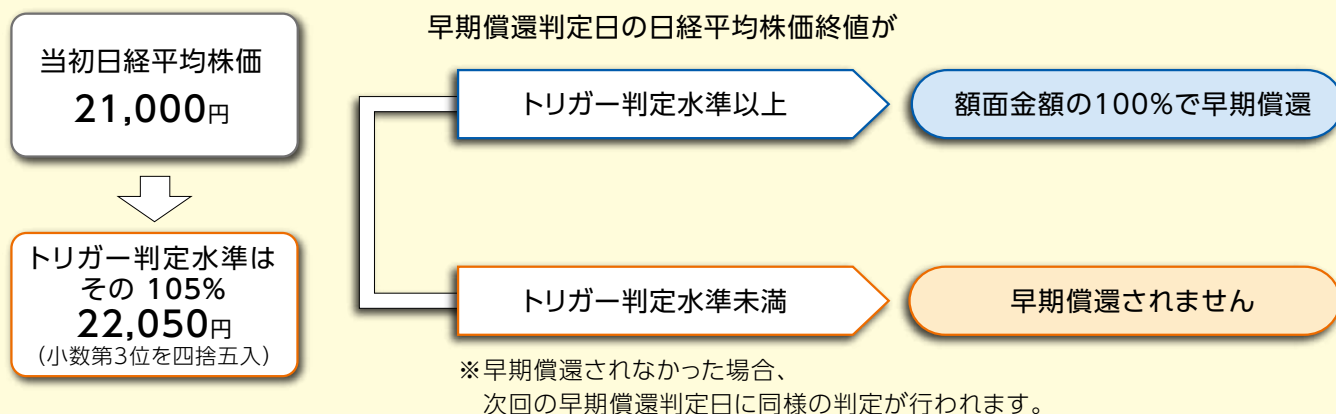 当初日経平均株価
21,000円
トリガー判定水準は
その 105%
22,050円
(小数第3位を四捨五入)
早期償還判定日の日経平均株価終値が
トリガー判定水準以上
額面金額の100%で早期償還
トリガー判定水準未満
早期償還されません
※早期償還されなかった場合、
次回の早期償還判定日に同様の判定が行われます。